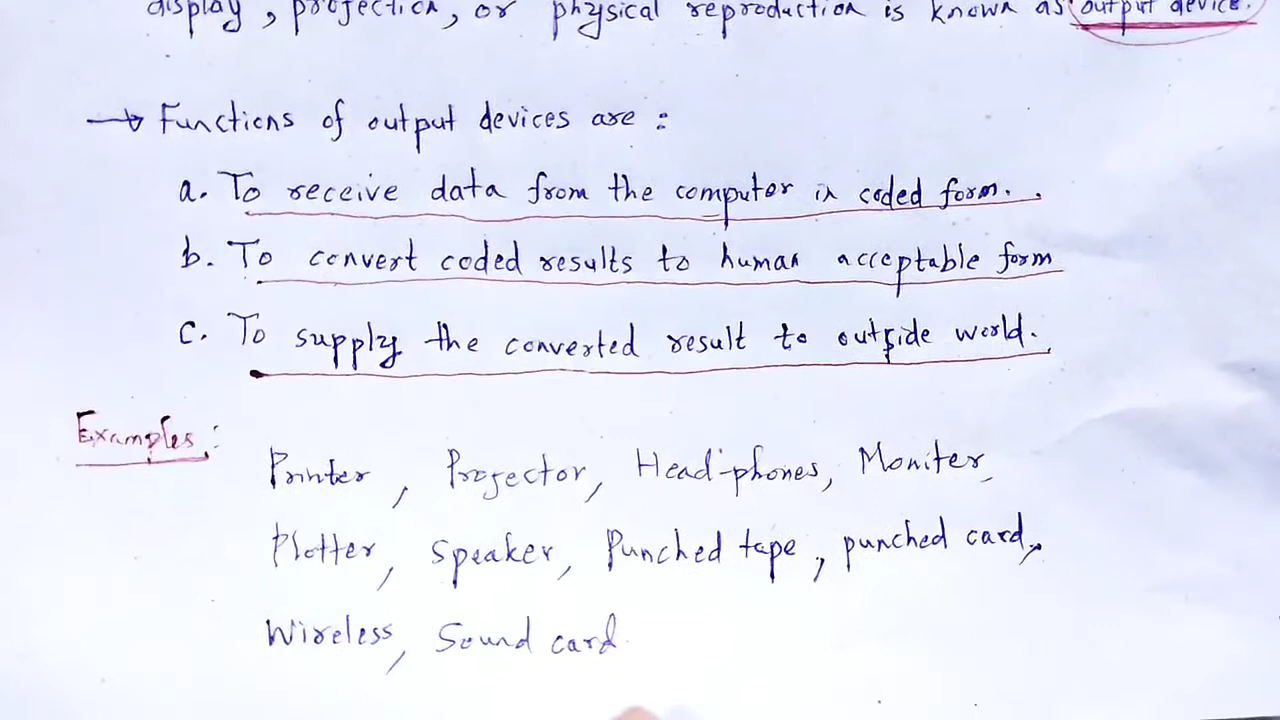 display, projection, or physical reproduction is known as output device.
→ Functions of output devices are :
a. To receive data from the computer in coded form.
b. To convert coded results to human acceptable form
c. To supply the converted result to outside world.
Examples:
Printer, Projector, Head-phones, Moniter,
Plotter, Speaker, Punched tape, punched card,
Wireless, Sound card